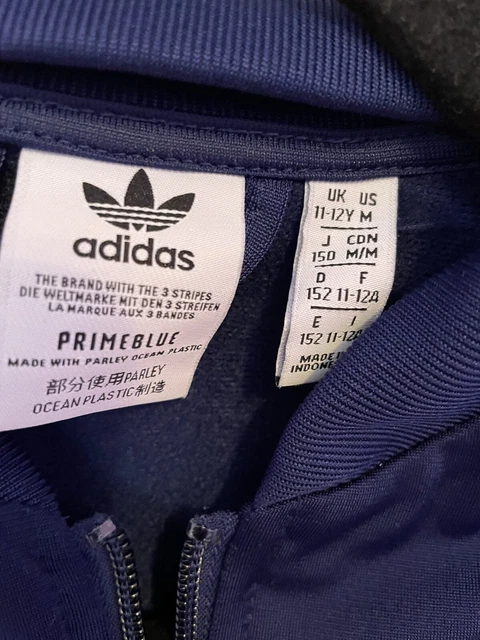 adidas
THE BRAND WITH THE 3 STRIPES
DIE WELTMARKE MIT DEN 3 STREIFEN
LA MARQUE AUX 3 BANDES
PRIMEBLUE
MADE WITH PARLEY OCEAN PLASTIC
部分使用PARLEY
OCEAN PLASTIC制造
UK US
11-12Y M
J CDN
150 M/M
D F
152 11-12A
E I
152 11-12A
MADE